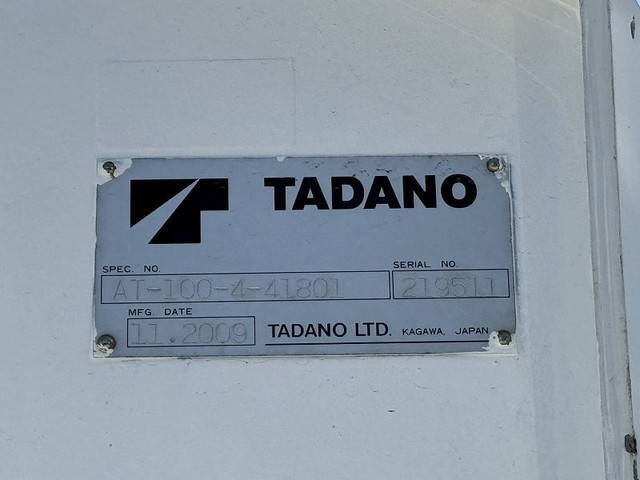 TADANO
SPEC. NO. SERIAL NO.
AT-100-4-41801 219511
MFG. DATE
11.2009 TADANO LTD. KAGAWA, JAPAN